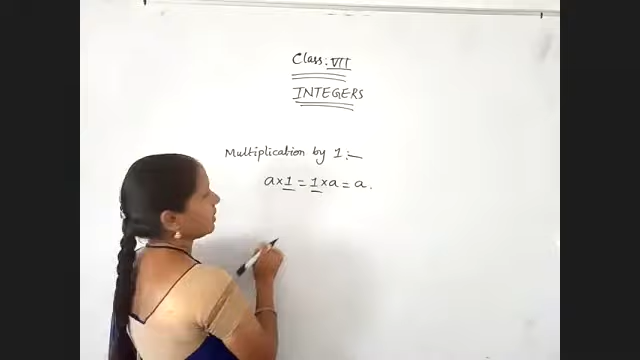 Class: VII
INTEGERS
Multiplication by 1:-
a×1 = 1×a = a.